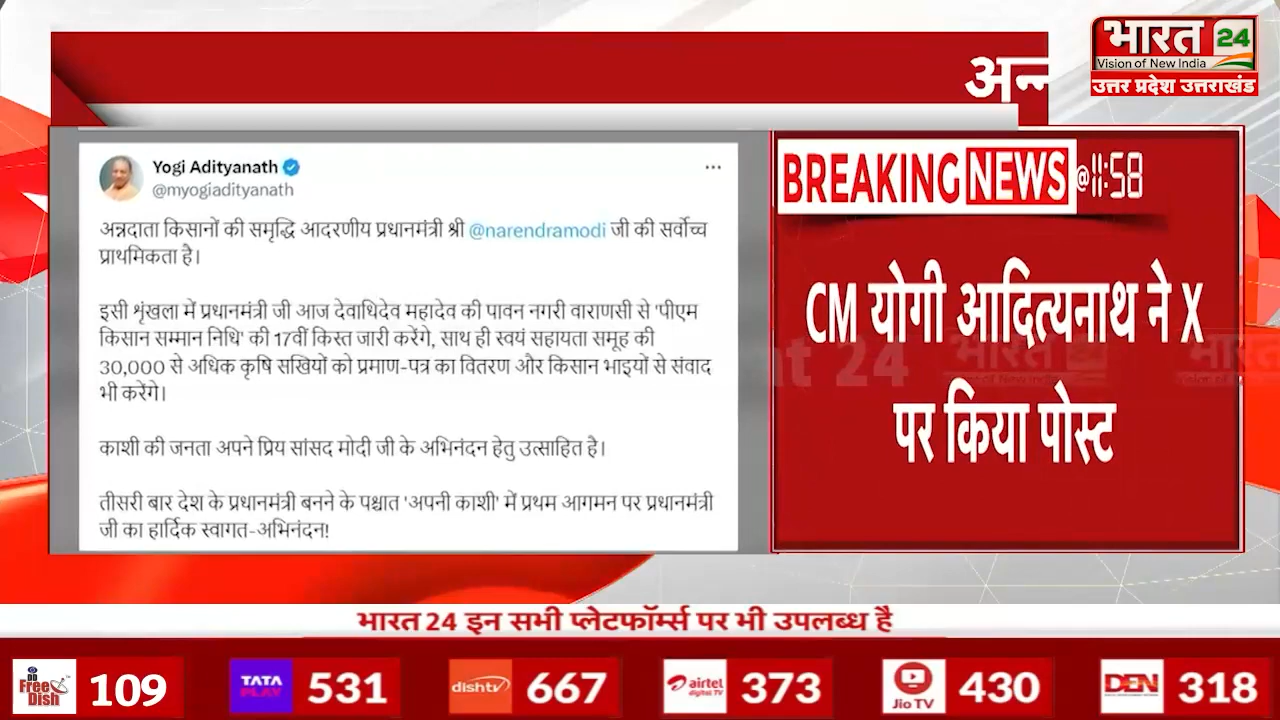 अन्न
भारत 24
Vision of New India
उत्तर प्रदेश उत्तराखंड
Yogi Adityanath
@myogiadityanath
अन्नदाता किसानों की समृद्धि आदरणीय प्रधानमंत्री श्री @narendramodi जी की सर्वोच्च
प्राथमिकता है।
इसी शृंखला में प्रधानमंत्री जी आज देवाधिदेव महादेव की पावन नगरी वाराणसी से 'पीएम
किसान सम्मान निधि' की 17वीं किस्त जारी करेंगे, साथ ही स्वयं सहायता समूह की
30,000 से अधिक कृषि सखियों को प्रमाण-पत्र का वितरण और किसान भाइयों से संवाद
भी करेंगे।
काशी की जनता अपने प्रिय सांसद मोदी जी के अभिनंदन हेतु उत्साहित है।
तीसरी बार देश के प्रधानमंत्री बनने के पश्चात 'अपनी काशी' में प्रथम आगमन पर प्रधानमंत्री
जी का हार्दिक स्वागत-अभिनंदन!
BREAKING NEWS @11:58
CM योगी आदित्यनाथ ने X
पर किया पोस्ट
भारत 24 इन सभी प्लेटफॉर्म्स पर भी उपलब्ध है
DD Free Dish 109
TATA PLAY 531
dishtv 667
airtel digital TV 373
Jio TV 430
DEN 318